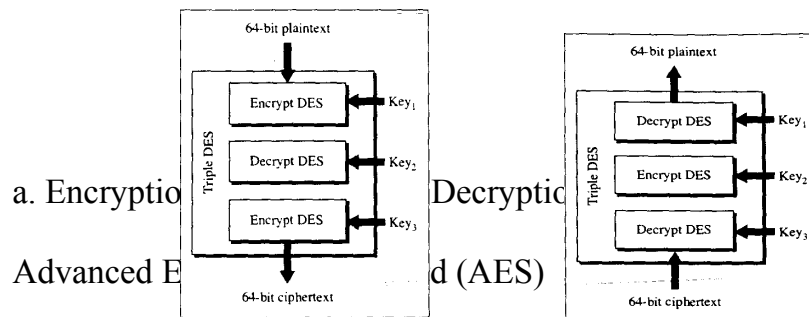 64-bit plaintext
Triple DES
Encrypt DES
Key1
Decrypt DES
Key2
Encrypt DES
Key3
64-bit ciphertext
64-bit plaintext
Triple DES
Decrypt DES
Key1
Encrypt DES
Key2
Decrypt DES
Key3
64-bit ciphertext
a. Encryptio Decryptio
Advanced E d (AES)